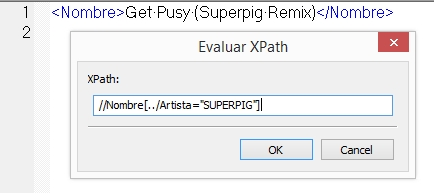 1 <Nombre>Get·Pusy·(Superpig·Remix)</Nombre>
2
Evaluar XPath
XPath:
//Nombre[../Artista="SUPERPIG"]
OK Cancel